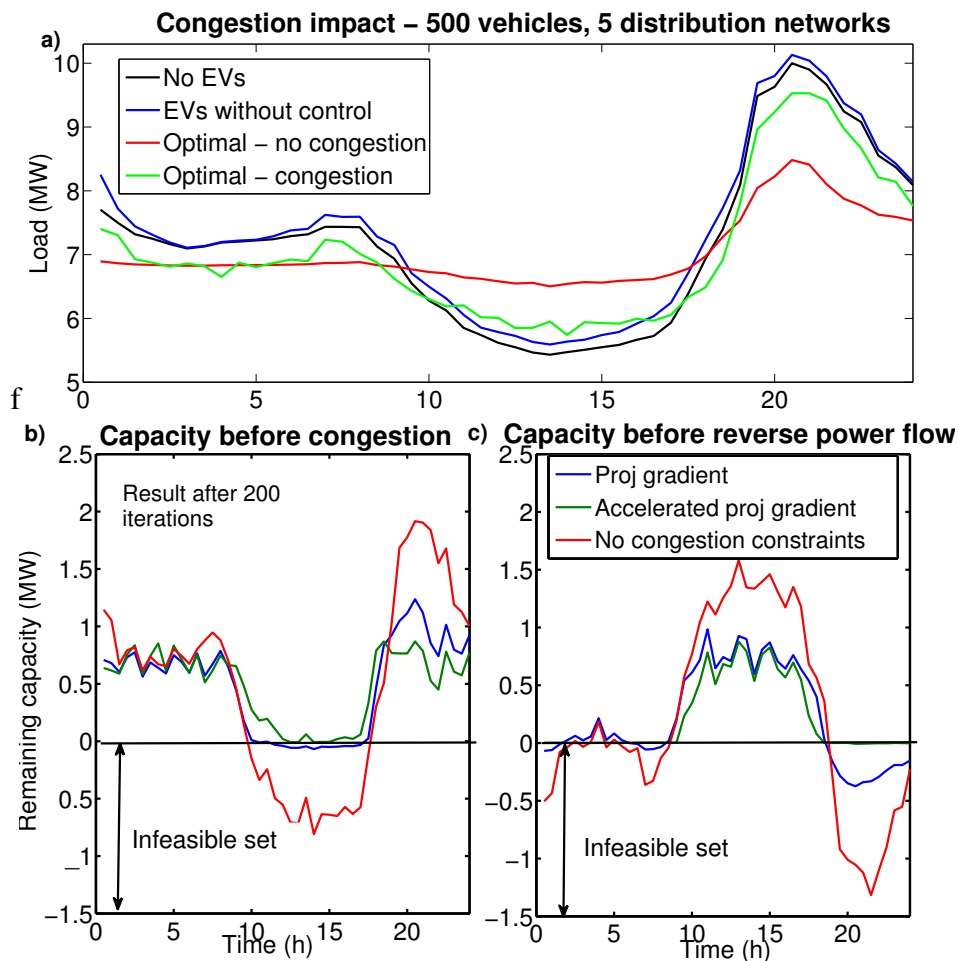 Congestion impact – 500 vehicles, 5 distribution networks
a)
10
9
8
7
6
5
Load (MW)
No EVs
EVs without control
Optimal – no congestion
Optimal – congestion
0 5 10 15 20
f
b) Capacity before congestion
2.5
2
1.5
1
0.5
0
0.5
–
1
−1.5
Remaining capacity (MW)
Result after 200
iterations
Infeasible set
0 5 10 15 20
Time (h)
c) Capacity before reverse power flow
2.5
2
1.5
1
0.5
0
−0.5
−1
−1.5
Proj gradient
Accelerated proj gradient
No congestion constraints
Infeasible set
0 5 10 15 20
Time (h)